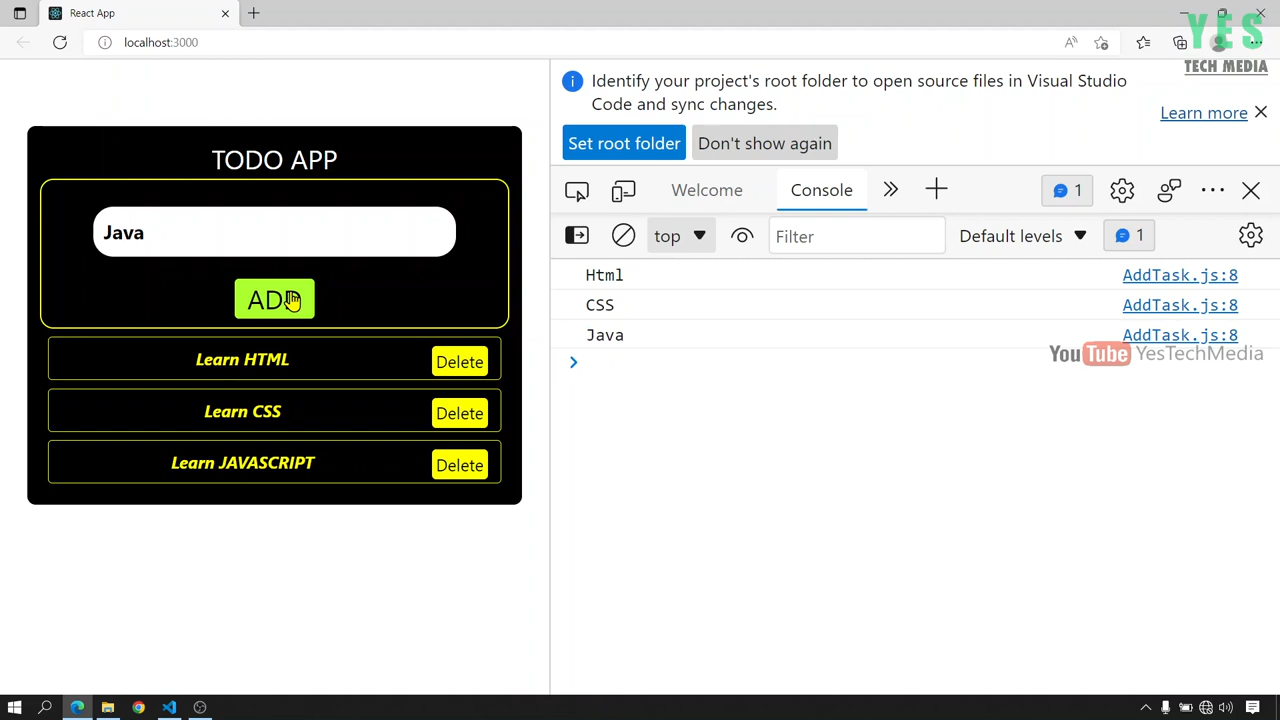 React App
localhost:3000
YES
TECH MEDIA
TODO APP
Java
ADD
Learn HTML
Delete
Learn CSS
Delete
Learn JAVASCRIPT
Delete
Identify your project's root folder to open source files in Visual Studio
Code and sync changes.
Learn more
Set root folder
Don't show again
Welcome
Console
1
top
Filter
Default levels
1
Html
AddTask.js:8
CSS
AddTask.js:8
Java
AddTask.js:8
YouTube YesTechMedia